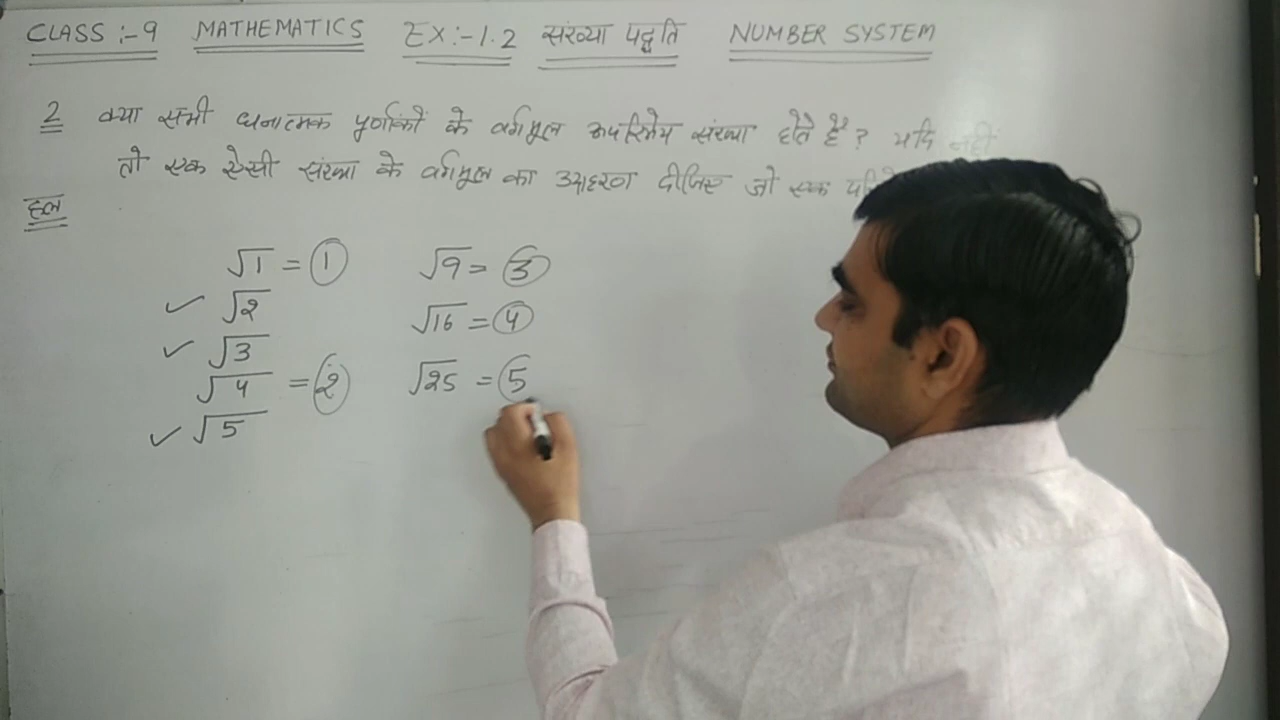 CLASS :- 9 MATHEMATICS EX:-1.2 संख्या पद्धति NUMBER SYSTEM
2 क्या सभी धनात्मक पूर्णांकों के वर्गमूल अपरिमेय संख्या होते हैं? यदि नहीं
तो एक ऐसी संख्या के वर्गमूल का उदाहरण दीजिए जो एक
हल
√1 = 1 √9 = 3
✓ √2 √16 = 4
✓ √3
√4 = 2 √25 = 5
✓ √5